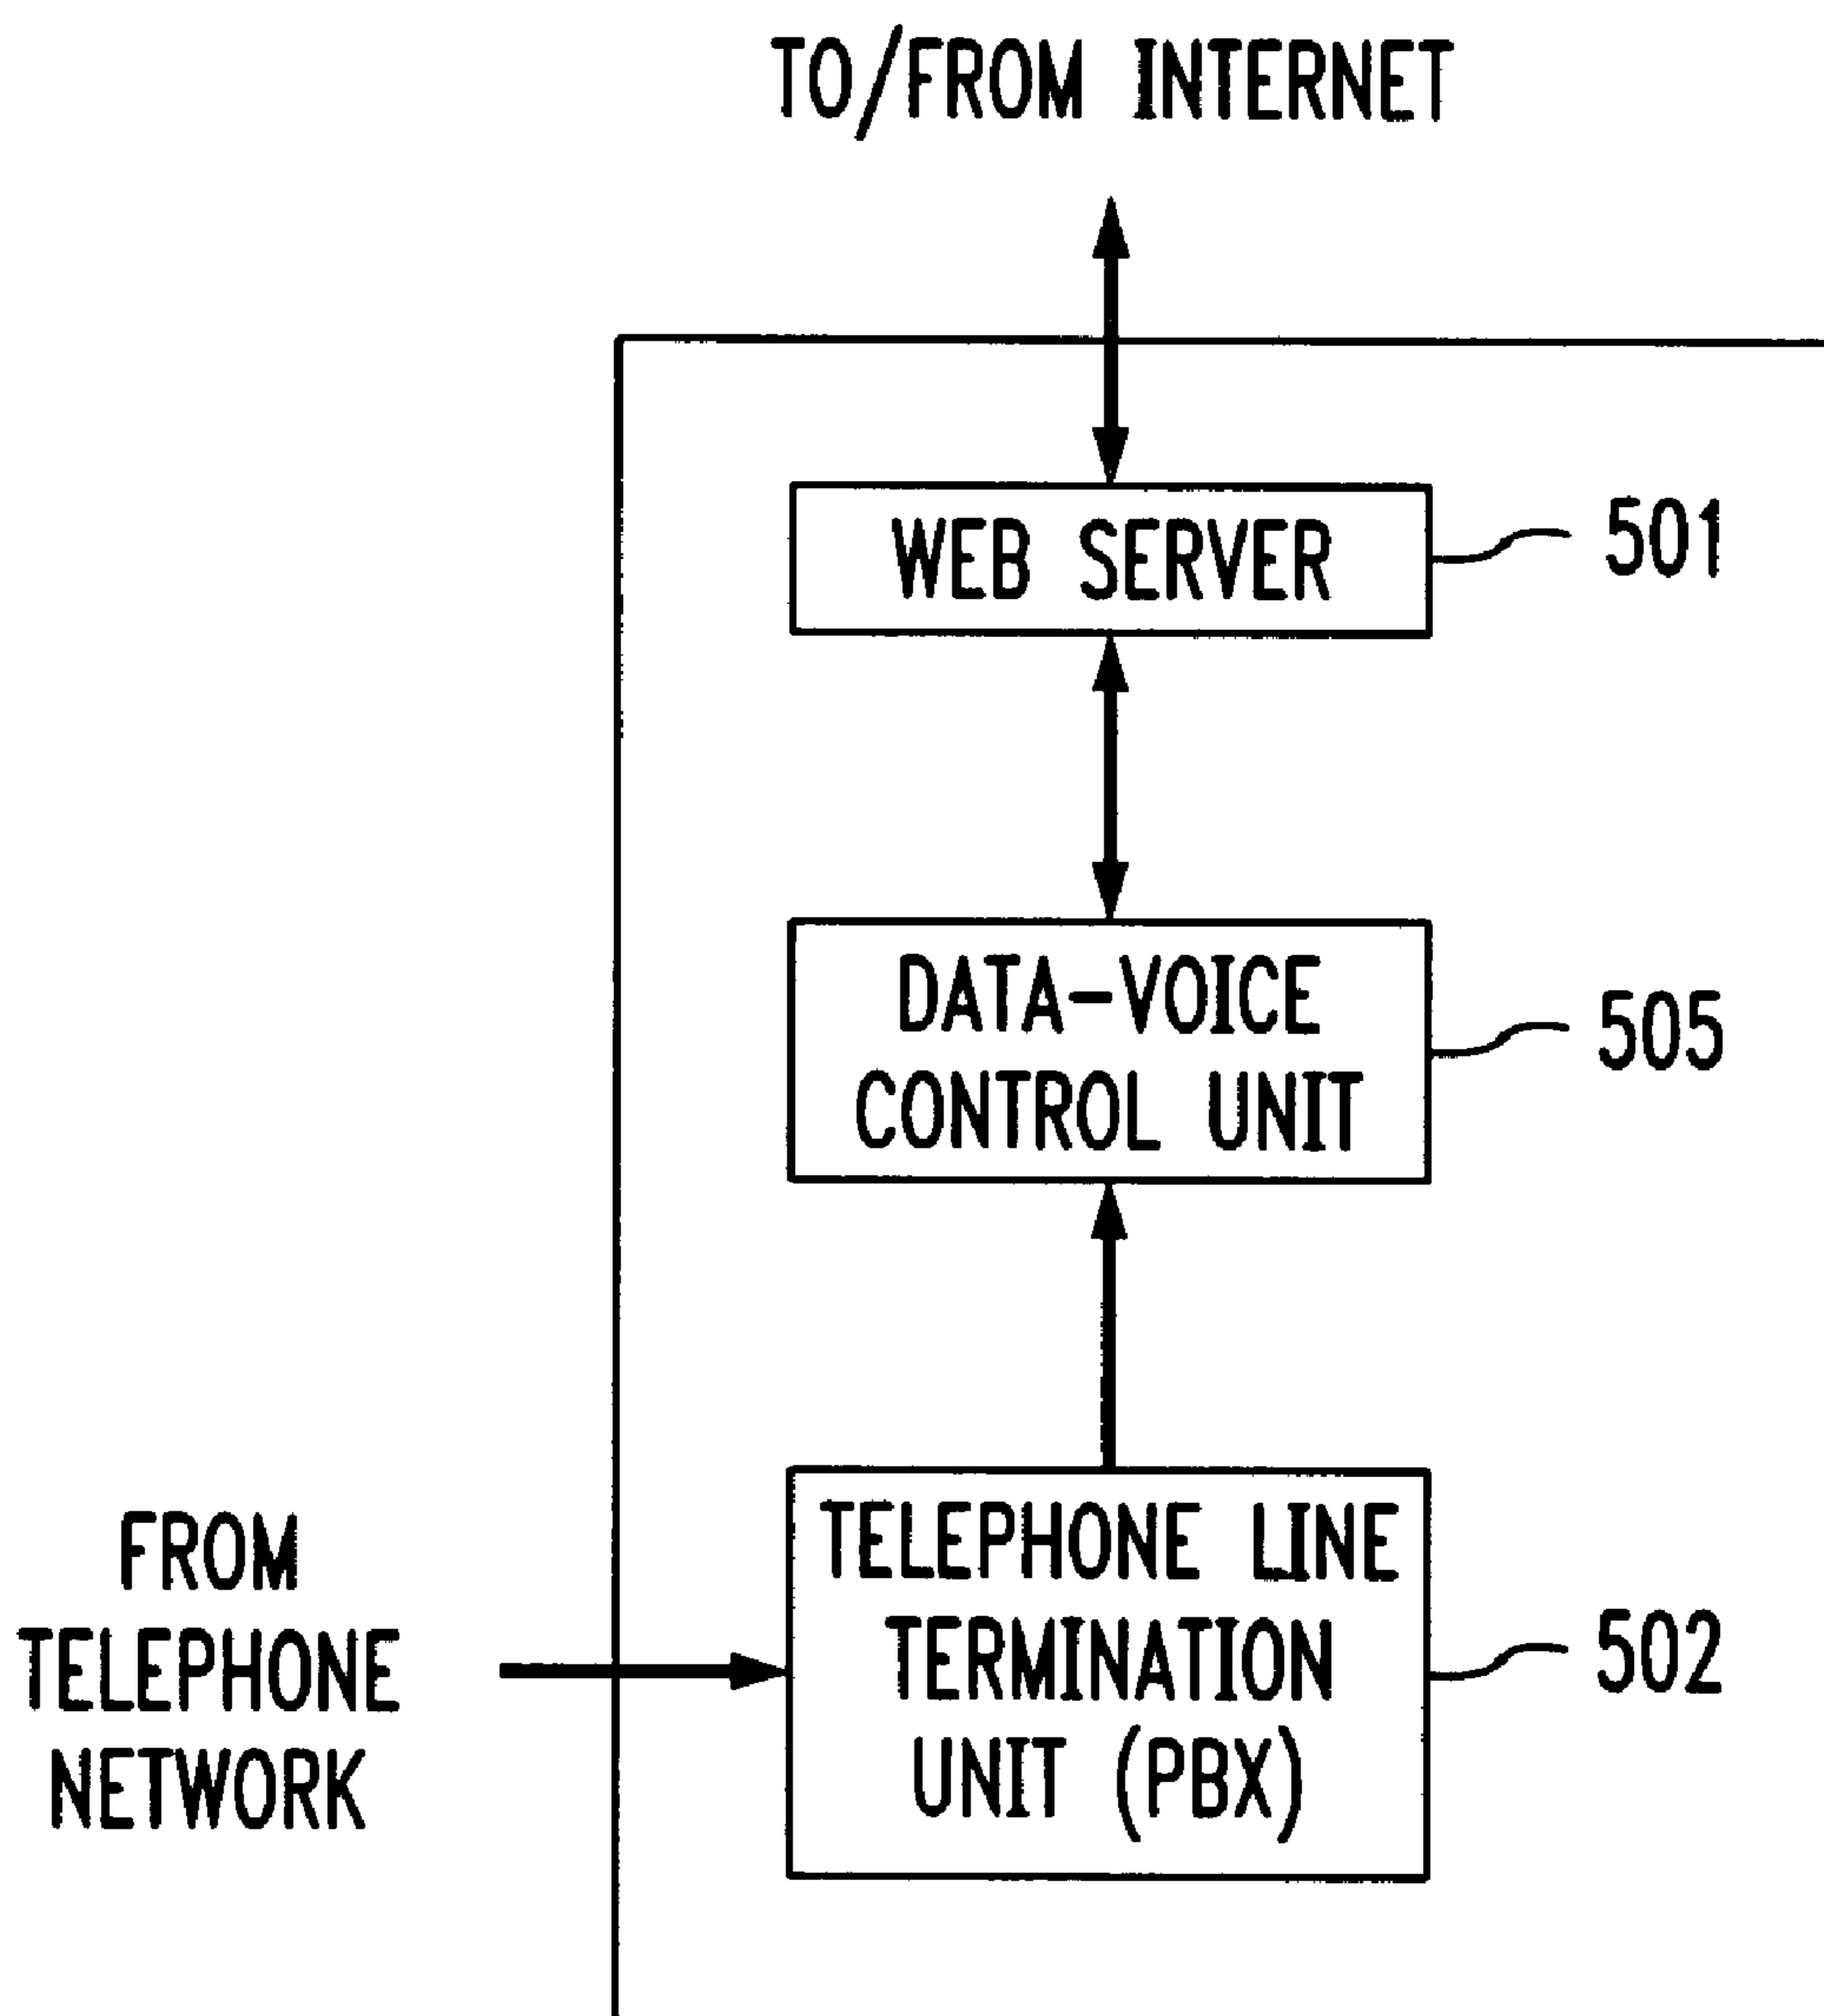 TO/FROM INTERNET
WEB SERVER
501
DATA-VOICE
CONTROL UNIT
505
FROM
TELEPHONE
NETWORK
TELEPHONE LINE
TERMINATION
UNIT (PBX)
502